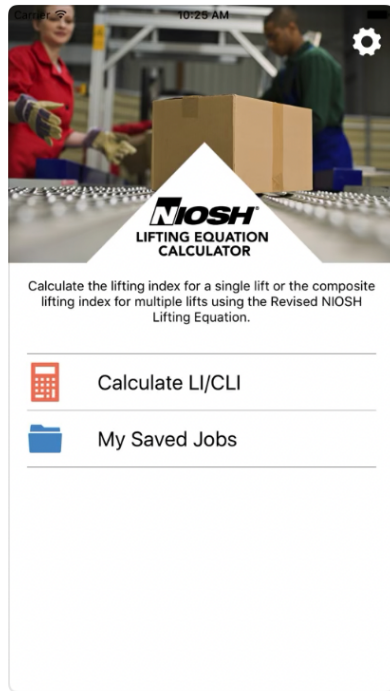 Carrier 10:25 AM
NIOSH
LIFTING EQUATION
CALCULATOR
Calculate the lifting index for a single lift or the composite
lifting index for multiple lifts using the Revised NIOSH
Lifting Equation.
Calculate LI/CLI
My Saved Jobs